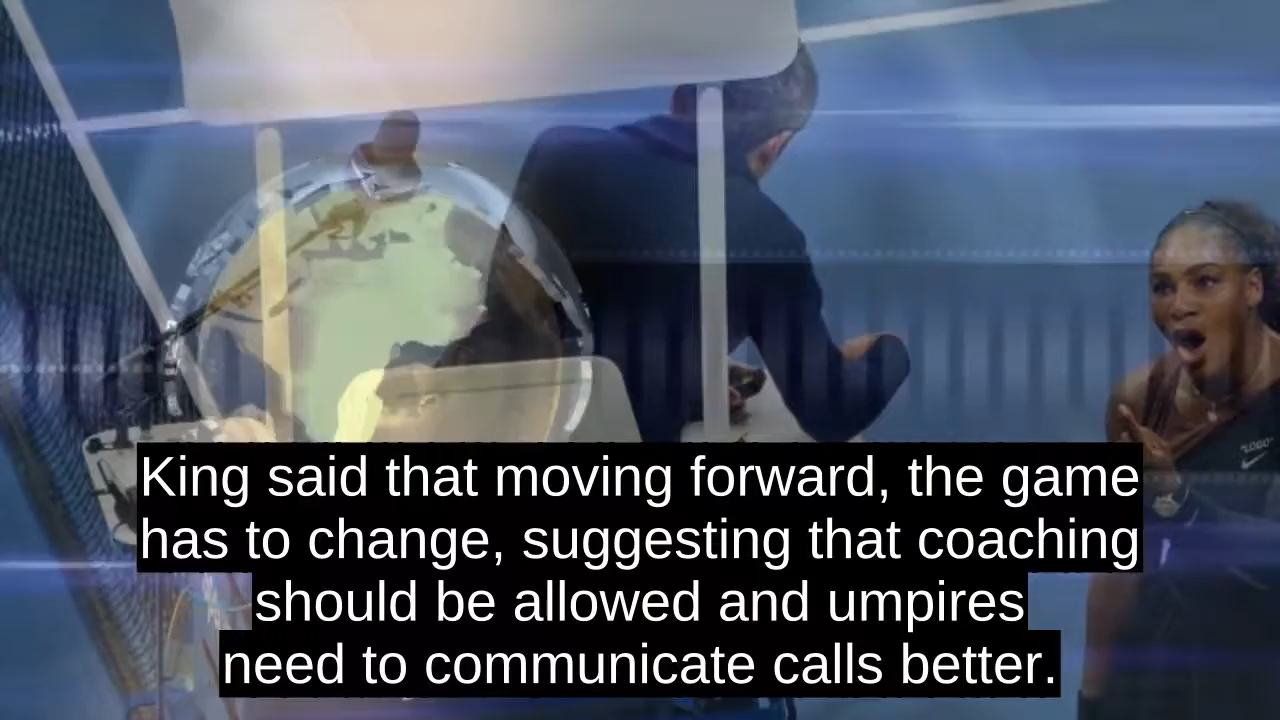 King said that moving forward, the game
has to change, suggesting that coaching
should be allowed and umpires
need to communicate calls better.
"LOGO"